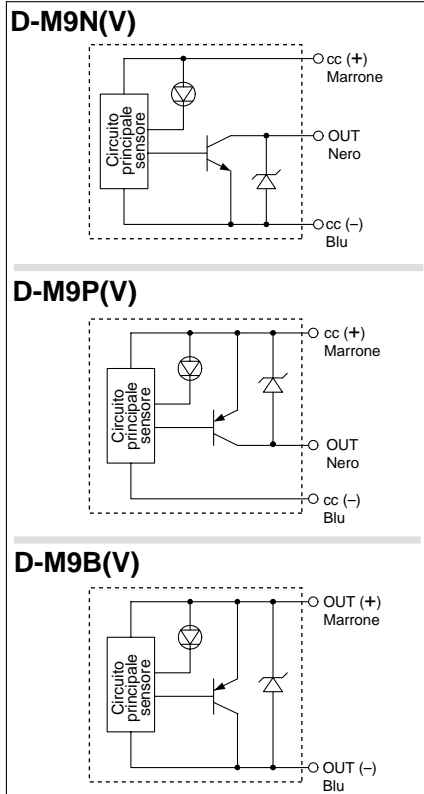 D-M9N(V)
cc (+)
Marrone
Circuito
principale
sensore
OUT
Nero
cc (–)
Blu
D-M9P(V)
cc (+)
Marrone
Circuito
principale
sensore
OUT
Nero
cc (–)
Blu
D-M9B(V)
OUT (+)
Marrone
Circuito
principale
sensore
OUT (–)
Blu